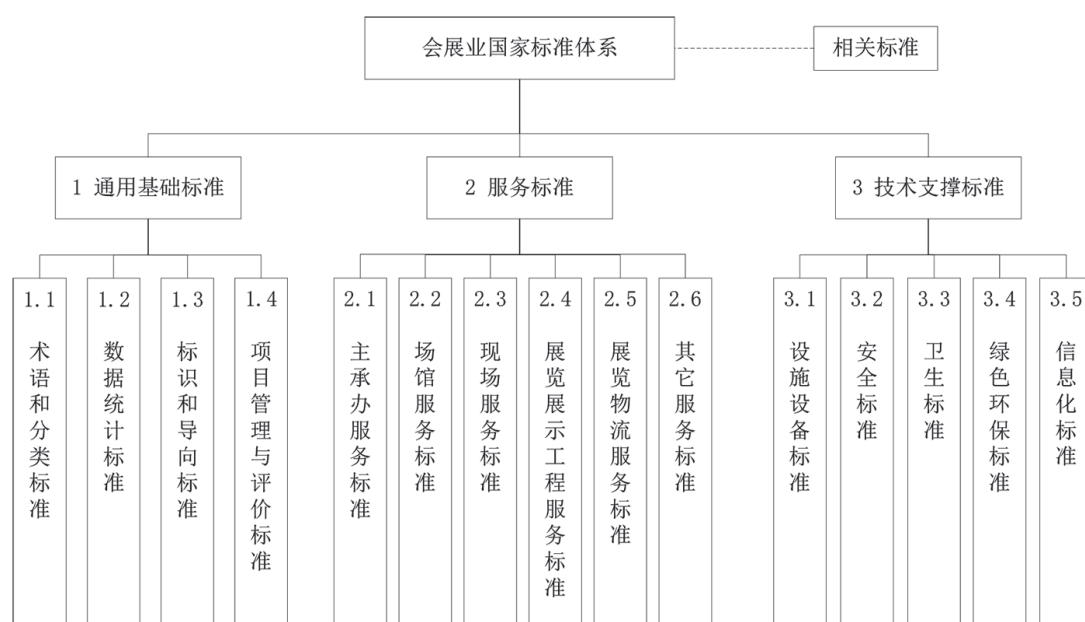 会展业国家标准体系
相关标准
1 通用基础标准
2 服务标准
3 技术支撑标准
1.1 术语和分类标准
1.2 数据统计标准
1.3 标识和导向标准
1.4 项目管理与评价标准
2.1 主承办服务标准
2.2 场馆服务标准
2.3 现场服务标准
2.4 展览展示工程服务标准
2.5 展览物流服务标准
2.6 其它服务标准
3.1 设施设备标准
3.2 安全标准
3.3 卫生标准
3.4 绿色环保标准
3.5 信息化标准